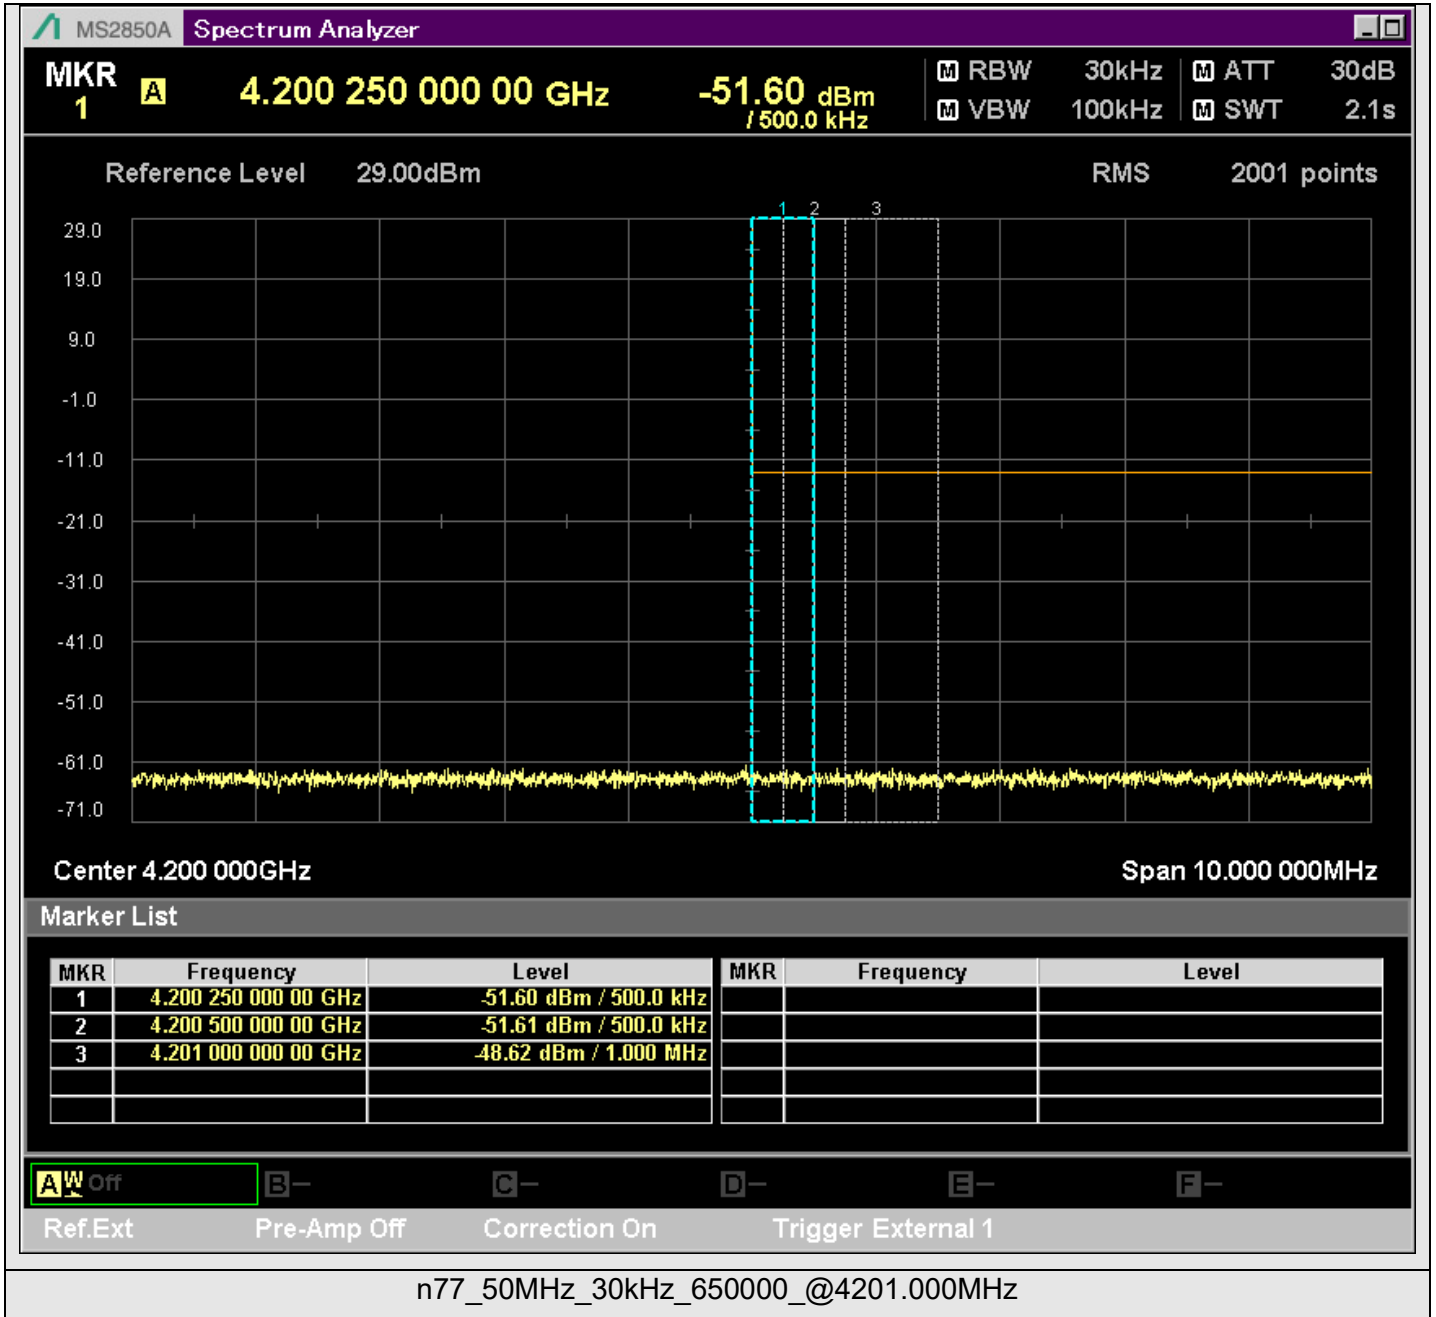 MS2850A Spectrum Analyzer
MKR 1 A 4.200 250 000 00 GHz -51.60 dBm / 500.0 kHz
M RBW 30kHz M ATT 30dB
M VBW 100kHz M SWT 2.1s
Reference Level 29.00dBm RMS 2001 points
1 2 3
29.0
19.0
9.0
-1.0
-11.0
-21.0
-31.0
-41.0
-51.0
-61.0
-71.0
Center 4.200 000GHz Span 10.000 000MHz
Marker List
MKR Frequency Level MKR Frequency Level
1 4.200 250 000 00 GHz -51.60 dBm / 500.0 kHz
2 4.200 500 000 00 GHz -51.61 dBm / 500.0 kHz
3 4.201 000 000 00 GHz -48.62 dBm / 1.000 MHz
A W Off B - C - D - E - F -
Ref.Ext Pre-Amp Off Correction On Trigger External 1
n77_50MHz_30kHz_650000_@4201.000MHz